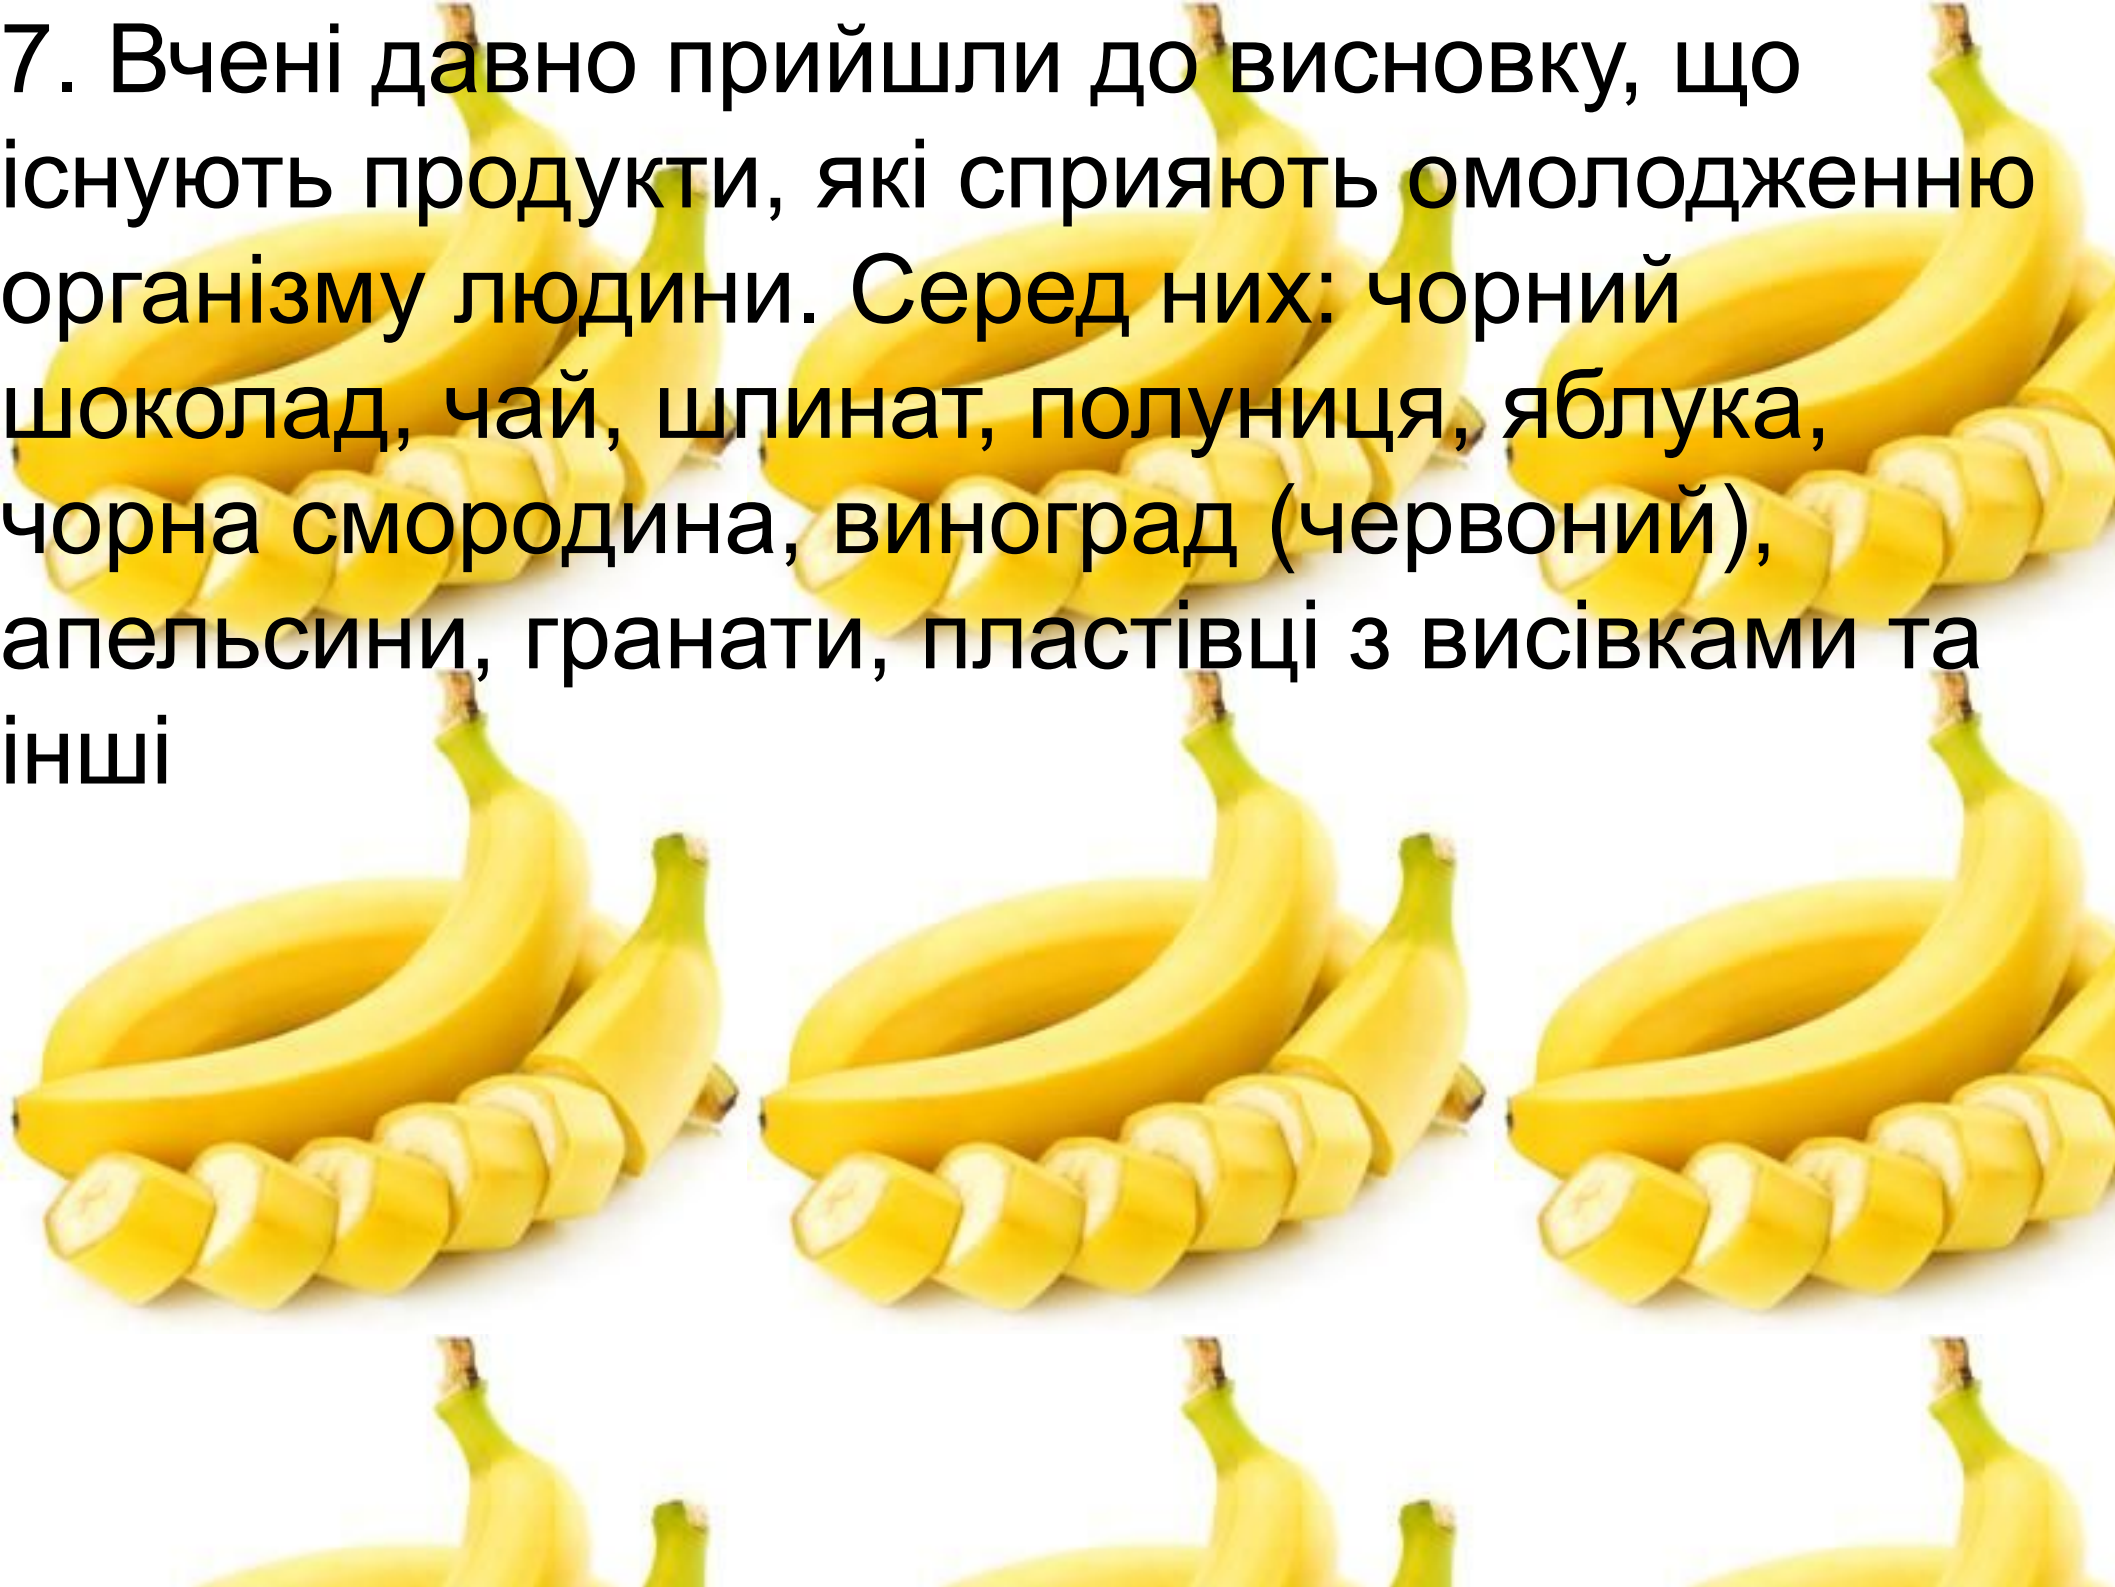 7. Вчені давно прийшли до висновку, що
існують продукти, які сприяють омолодженню
організму людини. Серед них: чорний
шоколад, чай, шпинат, полуниця, яблука,
чорна смородина, виноград (червоний),
апельсини, гранати, пластівці з висівками та
інші